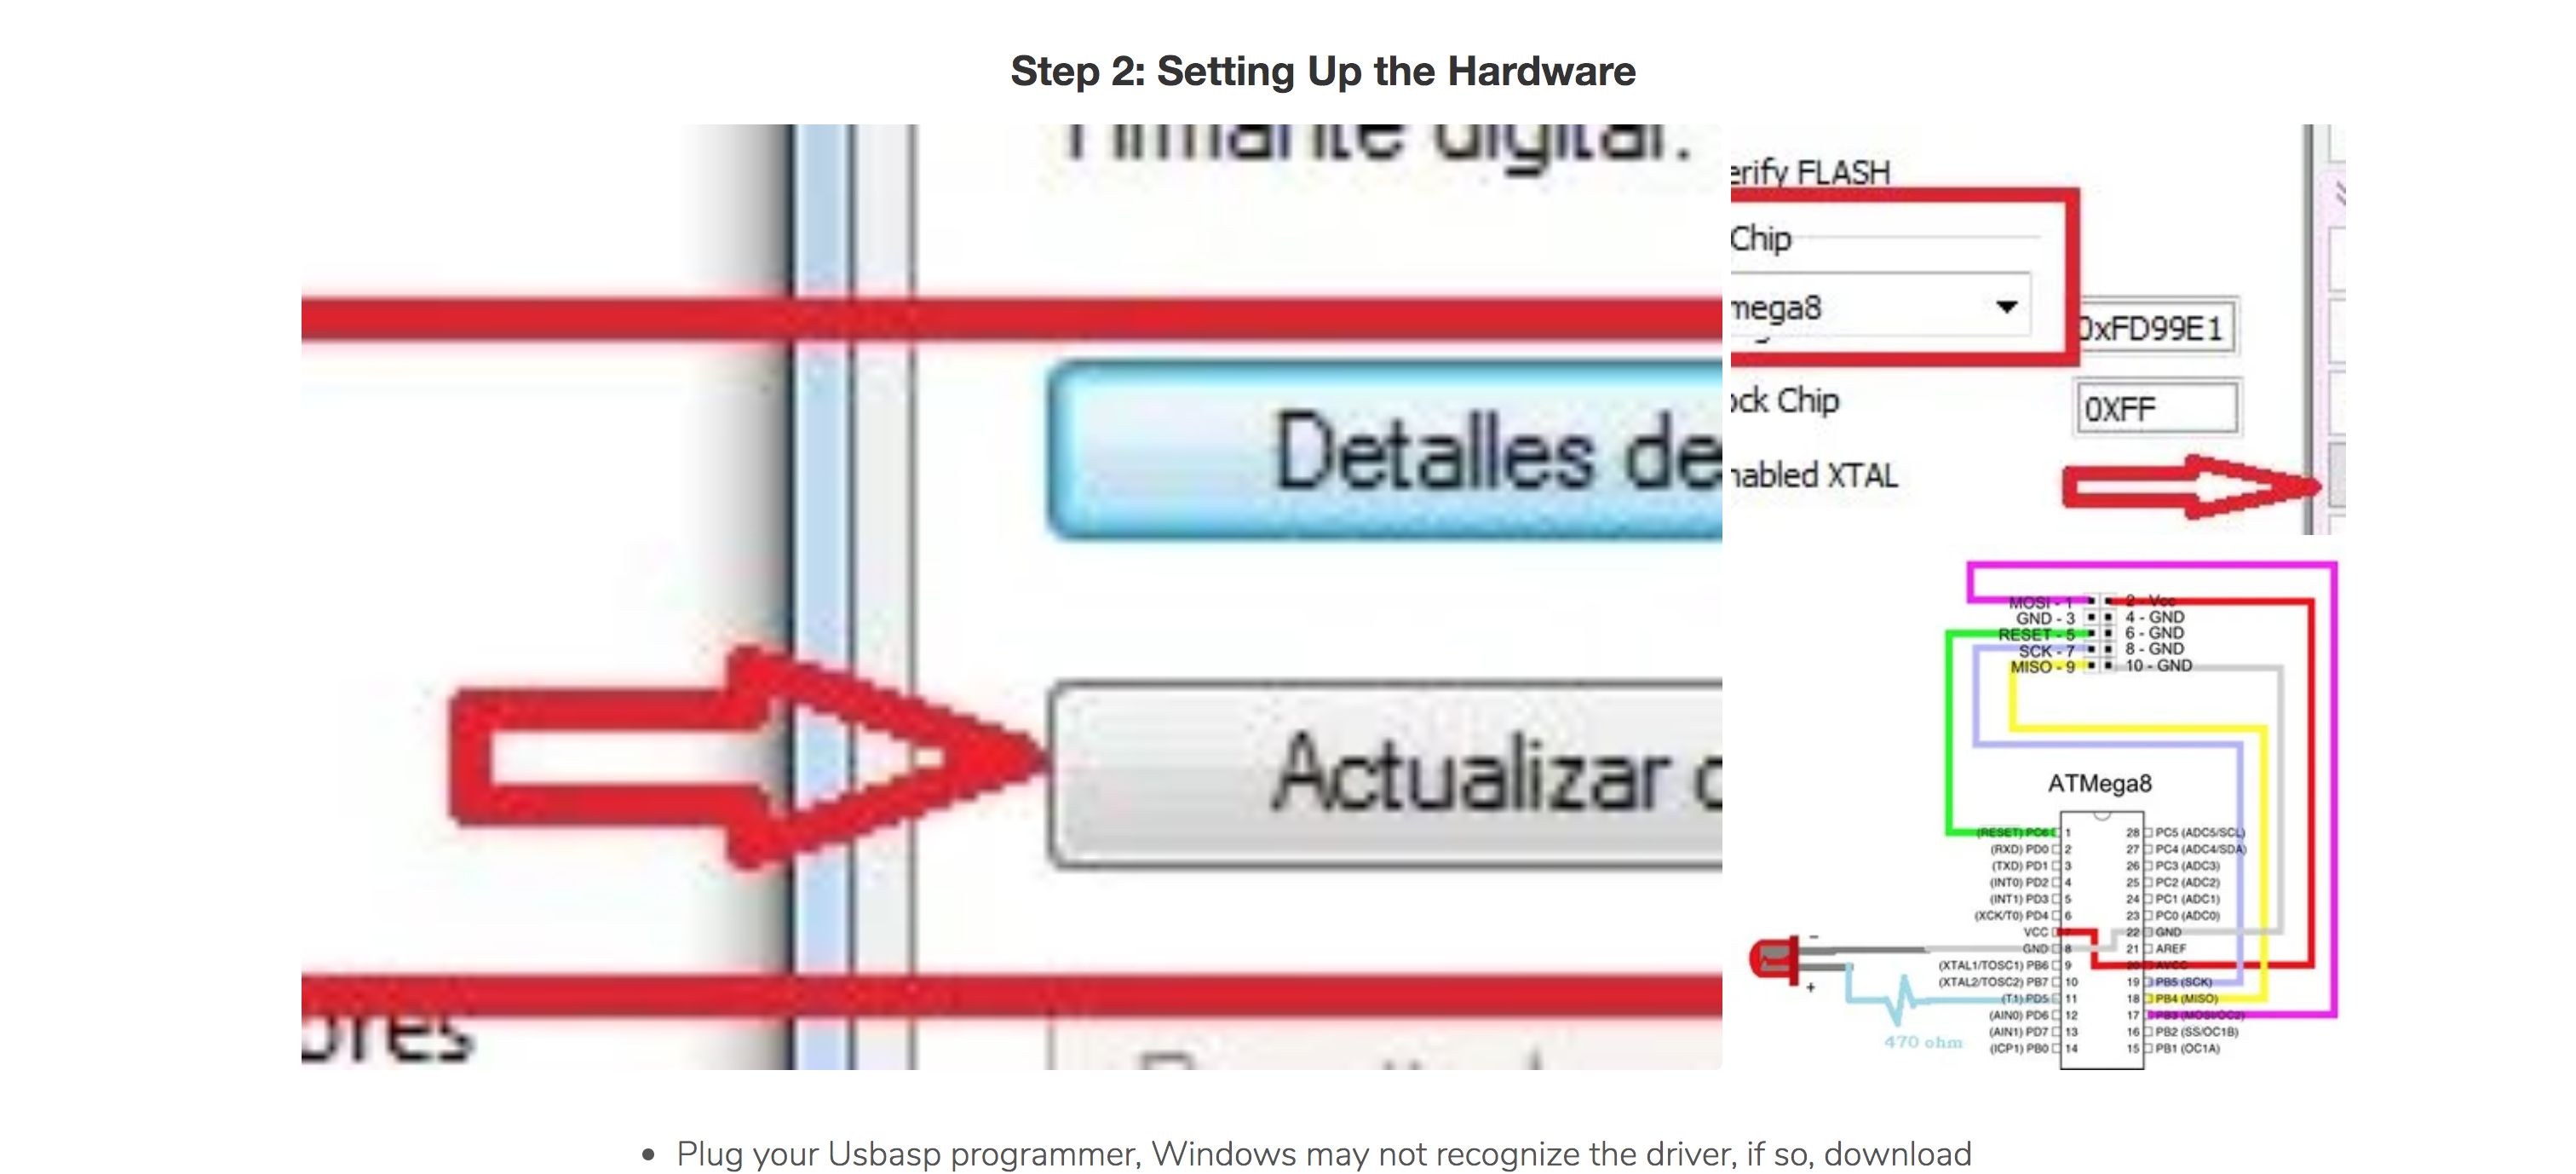 Step 2: Setting Up the Hardware
digital.
Detalles de
Actualizar
erify FLASH
Chip
mega8
0xFD99E1
ock Chip
0XFF
nabled XTAL
MOSI - 1
2 - Vcc
GND - 3
4 - GND
RESET - 5
6 - GND
SCK - 7
8 - GND
MISO - 9
10 - GND
ATMega8
(RESET) PC6 1
28 PC5 (ADC5/SCL)
(RXD) PD0 2
27 PC4 (ADC4/SDA)
(TXD) PD1 3
26 PC3 (ADC3)
(INT0) PD2 4
25 PC2 (ADC2)
(INT1) PD3 5
24 PC1 (ADC1)
(XCK/T0) PD4 6
23 PC0 (ADC0)
VCC
22 GND
GND 8
21 AREF
(XTAL1/TOSC1) PB6 9
20 AVCC
(XTAL2/TOSC2) PB7 10
19 PB5 (SCK)
(T1) PD5 11
18 PB4 (MISO)
(AIN0) PD6 12
17 PB3 (MOSI/OC2)
(AIN1) PD7 13
16 PB2 (SS/OC1B)
(ICP1) PB0 14
15 PB1 (OC1A)
− +
470 ohm
• Plug your Usbasp programmer, Windows may not recognize the driver, if so, download